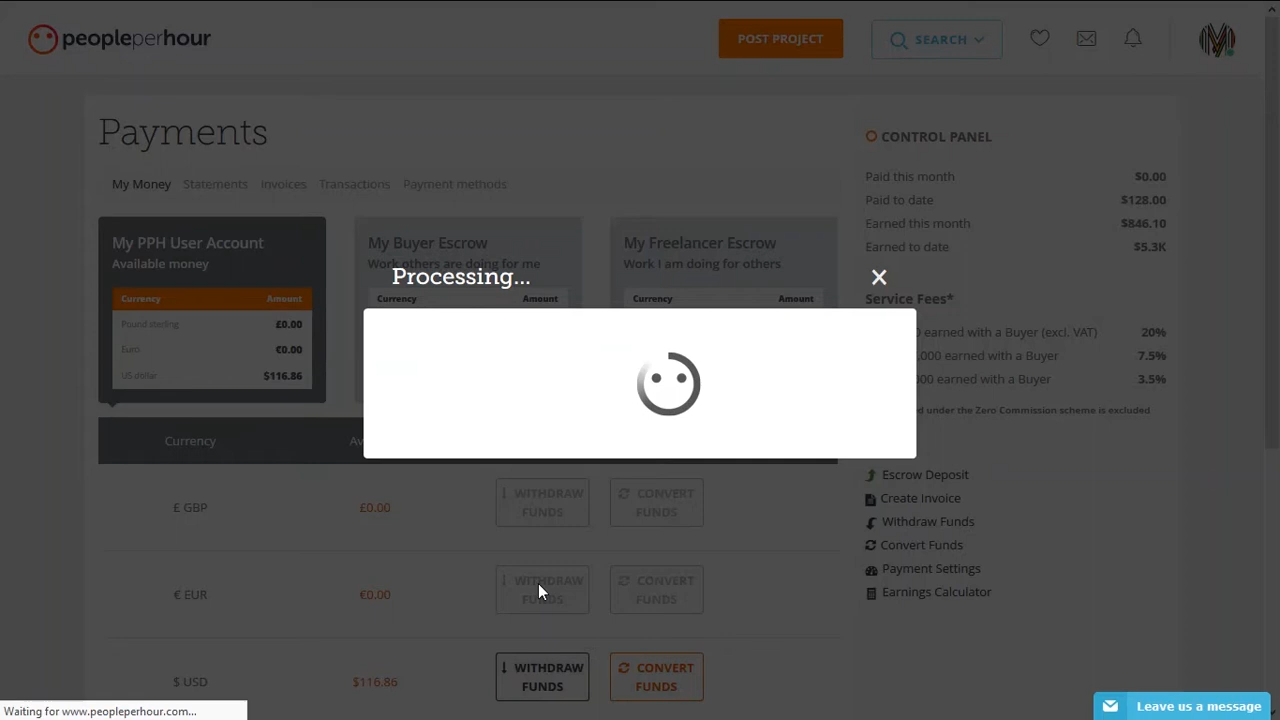 peopleperhour
POST PROJECT
SEARCH
Payments
My Money Statements Invoices Transactions Payment methods
My PPH User Account
Available money
Currency Amount
Pound sterling £0.00
Euro €0.00
US dollar $116.86
My Buyer Escrow
Work others are doing for me
Currency Amount
My Freelancer Escrow
Work I am doing for others
Currency Amount
Processing...
Currency
Av
£ GBP £0.00 WITHDRAW FUNDS CONVERT FUNDS
€ EUR €0.00 WITHDRAW FUNDS CONVERT FUNDS
$ USD $116.86 WITHDRAW FUNDS CONVERT FUNDS
CONTROL PANEL
Paid this month $0.00
Paid to date $128.00
Earned this month $846.10
Earned to date $5.3K
Service Fees*
0 earned with a Buyer (excl. VAT) 20%
,000 earned with a Buyer 7.5%
000 earned with a Buyer 3.5%
ed under the Zero Commission scheme is excluded
Escrow Deposit
Create Invoice
Withdraw Funds
Convert Funds
Payment Settings
Earnings Calculator
Waiting for www.peopleperhour.com...
Leave us a message